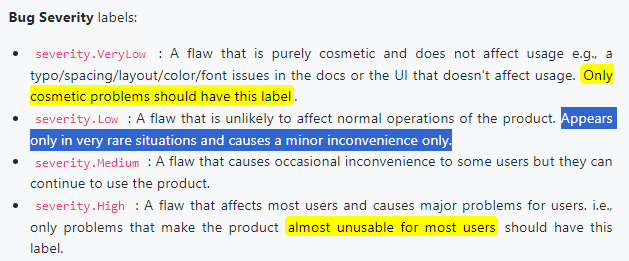 Bug Severity labels:
severity.VeryLow : A flaw that is purely cosmetic and does not affect usage e.g., a
typo/spacing/layout/color/font issues in the docs or the UI that doesn't affect usage. Only
cosmetic problems should have this label.
severity.Low : A flaw that is unlikely to affect normal operations of the product. Appears
only in very rare situations and causes a minor inconvenience only.
severity.Medium : A flaw that causes occasional inconvenience to some users but they can
continue to use the product.
severity.High : A flaw that affects most users and causes major problems for users. i.e.,
only problems that make the product almost unusable for most users should have this
label.